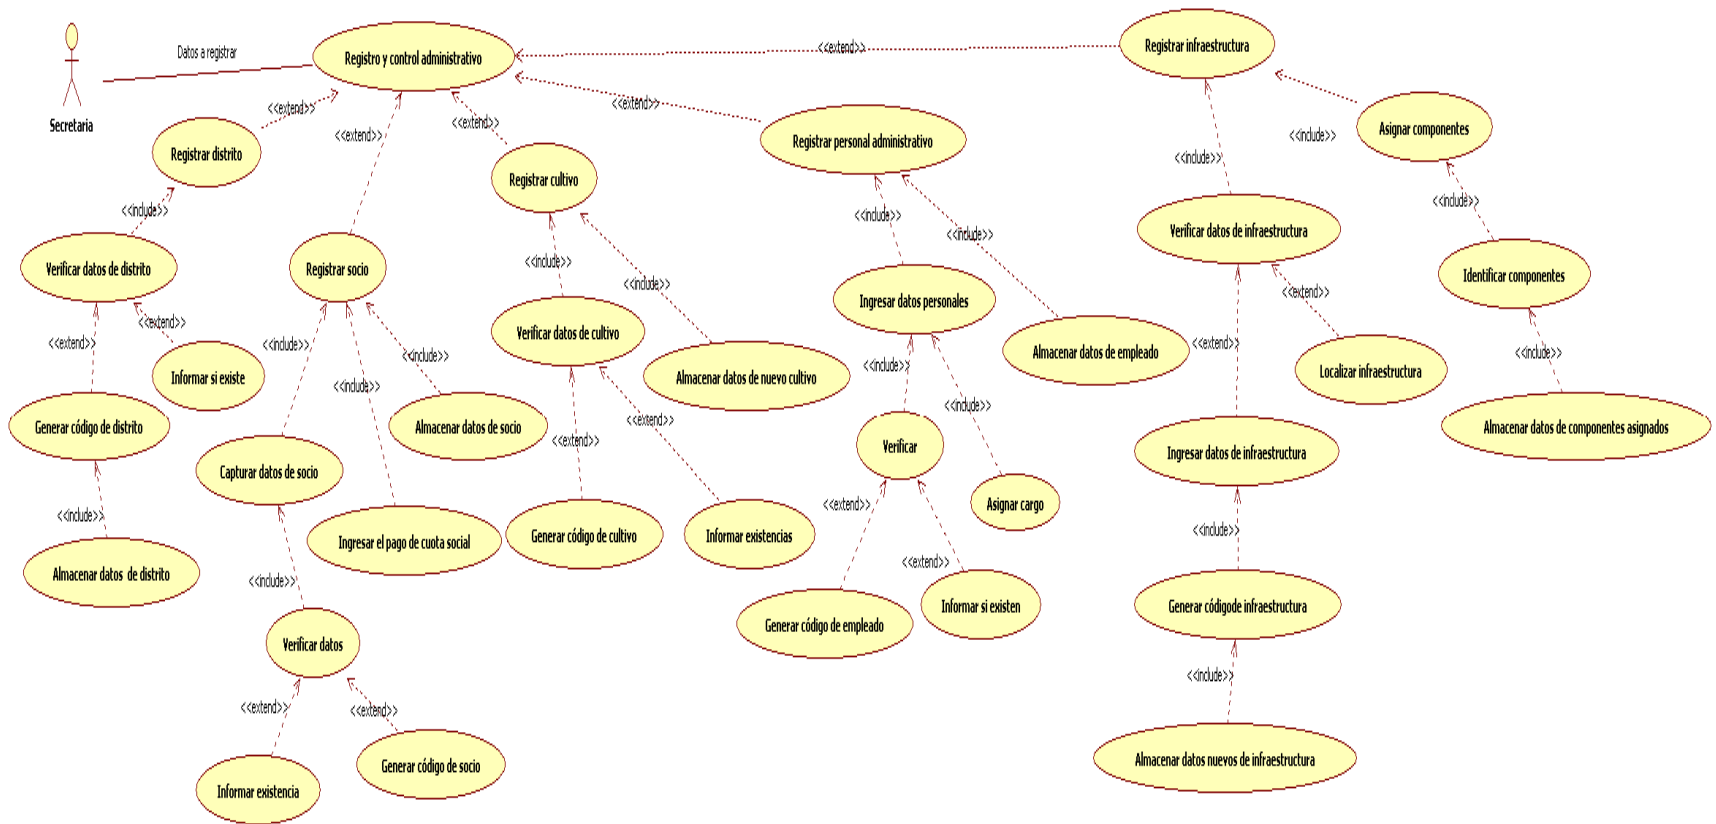 Secretaria
Datos a registrar
Registro y control administrativo
<<extend>>
Registrar infraestructura
<<extend>>
<<extend>>
<<extend>>
<<extend>>
Registrar distrito
Registrar cultivo
Registrar personal administrativo
Asignar componentes
<<include>>
<<include>>
<<include>>
<<include>>
<<include>>
<<include>>
Verificar datos de distrito
Registrar socio
<<include>>
<<include>>
Verificar datos de infraestructura
Identificar componentes
<<extend>>
<<extend>>
Verificar datos de cultivo
Ingresar datos personales
<<extend>>
<<extend>>
<<include>>
<<include>>
<<include>>
<<include>>
<<include>>
<<include>>
Informar si existe
Almacenar datos de nuevo cultivo
Almacenar datos de empleado
Localizar infraestructura
Generar código de distrito
Almacenar datos de socio
<<extend>>
<<extend>>
<<include>>
Almacenar datos de componentes asignados
Capturar datos de socio
Verificar
Ingresar datos de infraestructura
<<include>>
Ingresar el pago de cuota social
Generar código de cultivo
Informar existencias
<<extend>>
Asignar cargo
<<include>>
Almacenar datos  de distrito
<<include>>
<<extend>>
Generar código de empleado
Informar si existen
Generar códigode infraestructura
Verificar datos
<<include>>
<<extend>>
<<extend>>
Informar existencia
Generar código de socio
Almacenar datos nuevos de infraestructura